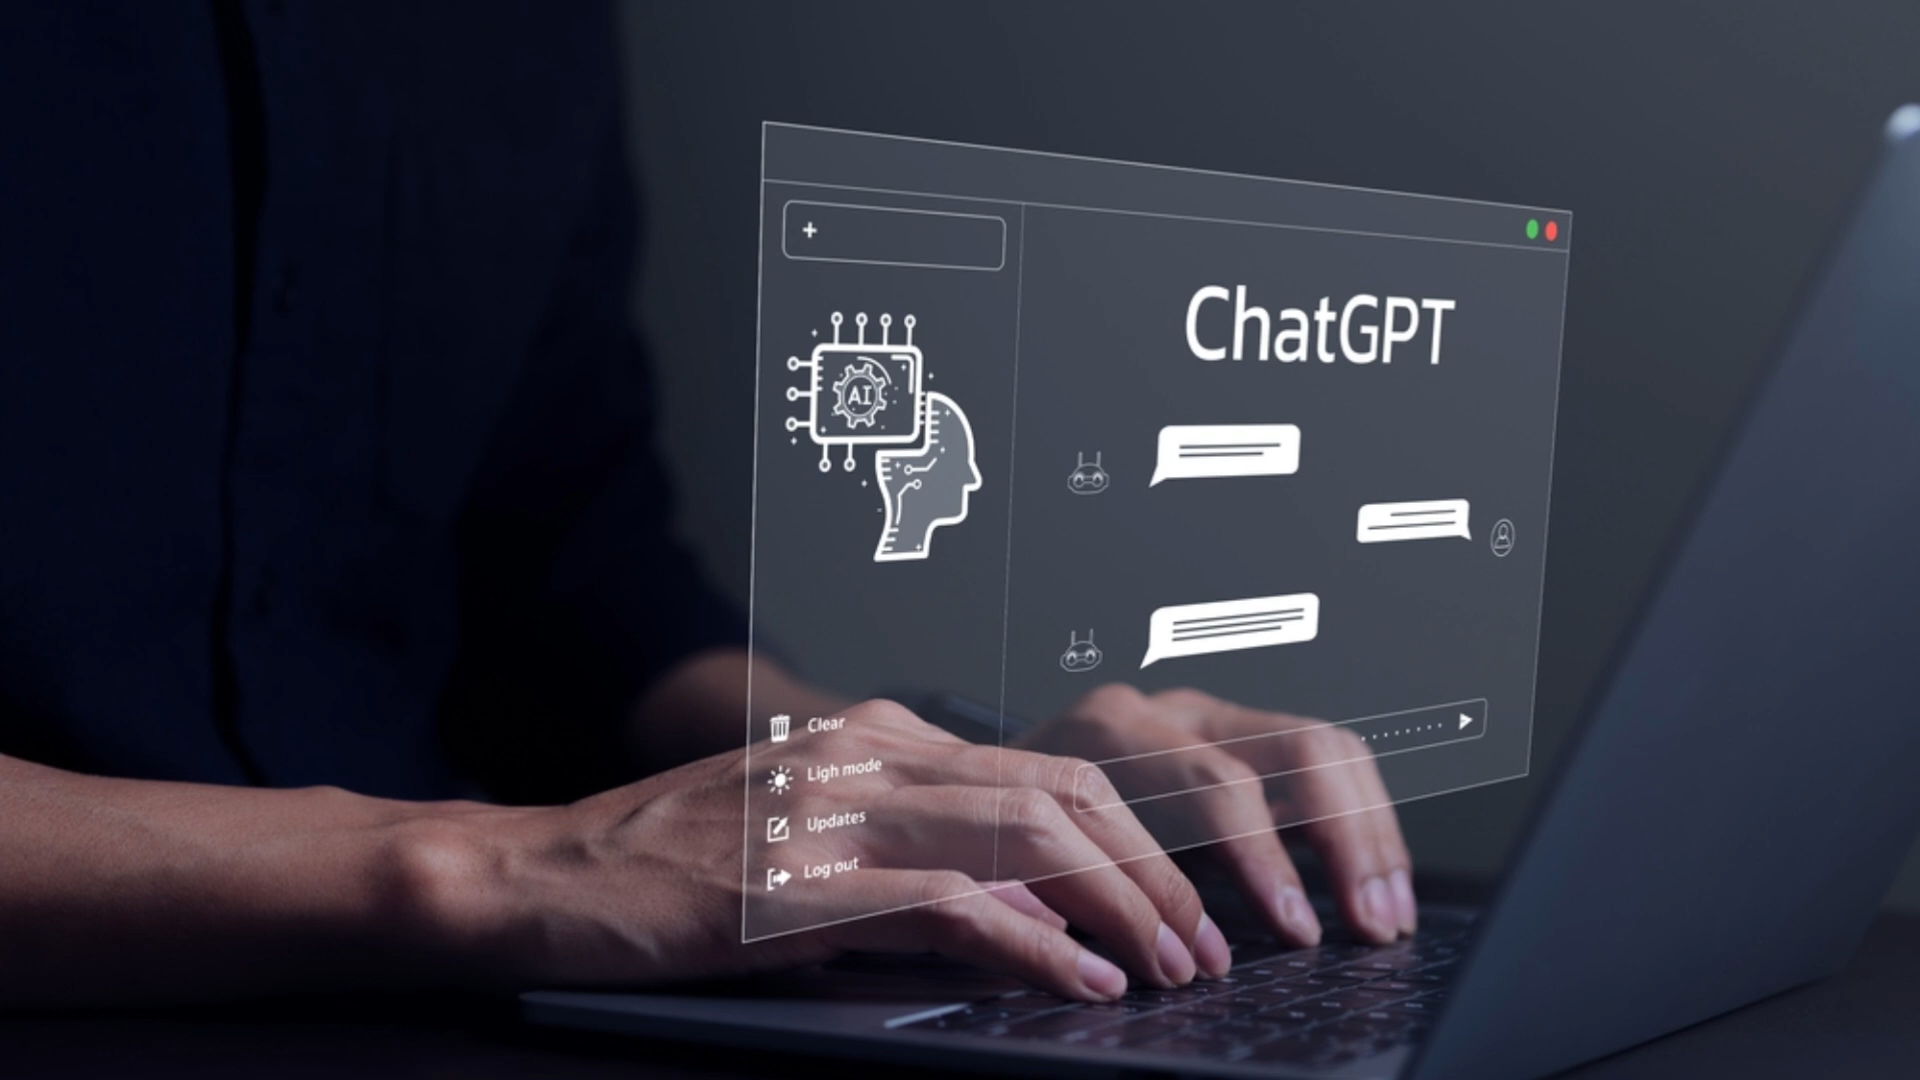 +
AI
ChatGPT
Clear
Ligh mode
Updates
Log out